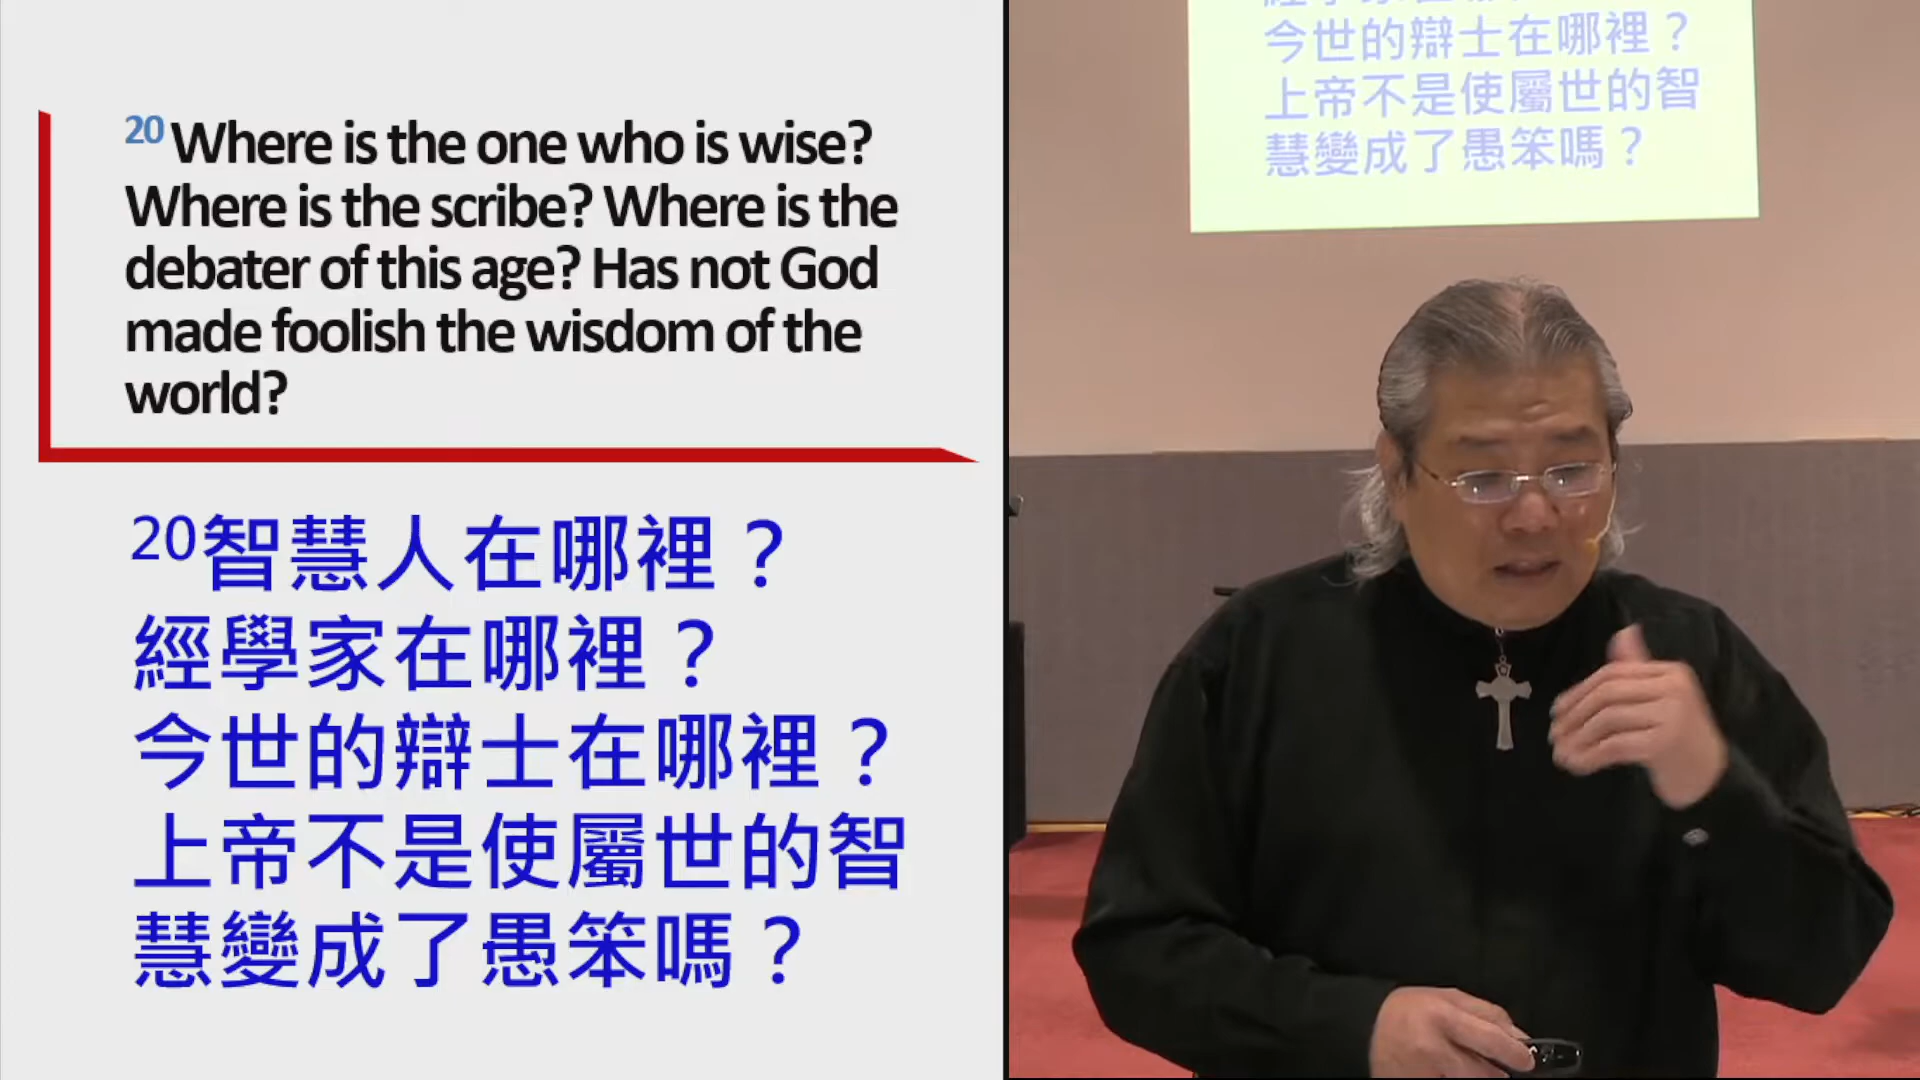 20 Where is the one who is wise?
Where is the scribe? Where is the
debater of this age? Has not God
made foolish the wisdom of the
world?
20智慧人在哪裡？
經學家在哪裡？
今世的辯士在哪裡？
上帝不是使屬世的智
慧變成了愚笨嗎？
今世的辯士在哪裡？
上帝不是使屬世的智
慧變成了愚笨嗎？